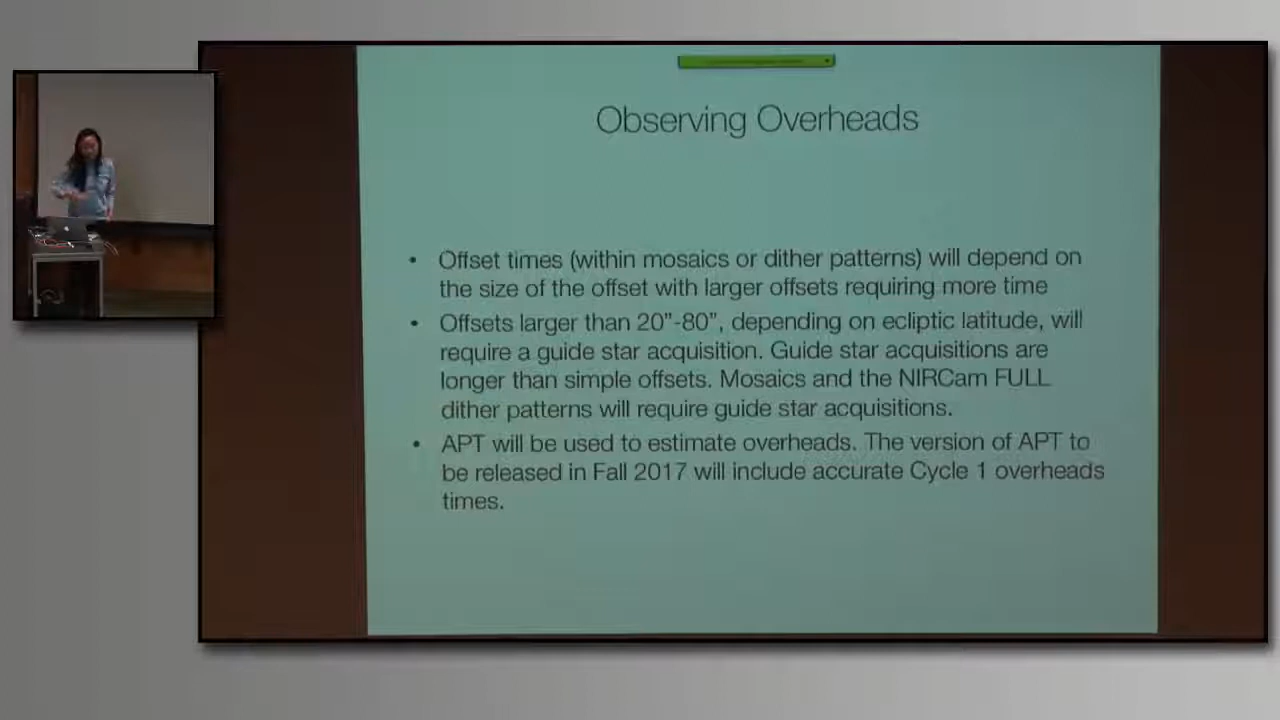 Observing Overheads
• Offset times (within mosaics or dither patterns) will depend on
the size of the offset with larger offsets requiring more time
• Offsets larger than 20”-80”, depending on ecliptic latitude, will
require a guide star acquisition. Guide star acquisitions are
longer than simple offsets. Mosaics and the NIRCam FULL
dither patterns will require guide star acquisitions.
• APT will be used to estimate overheads. The version of APT to
be released in Fall 2017 will include accurate Cycle 1 overheads
times.